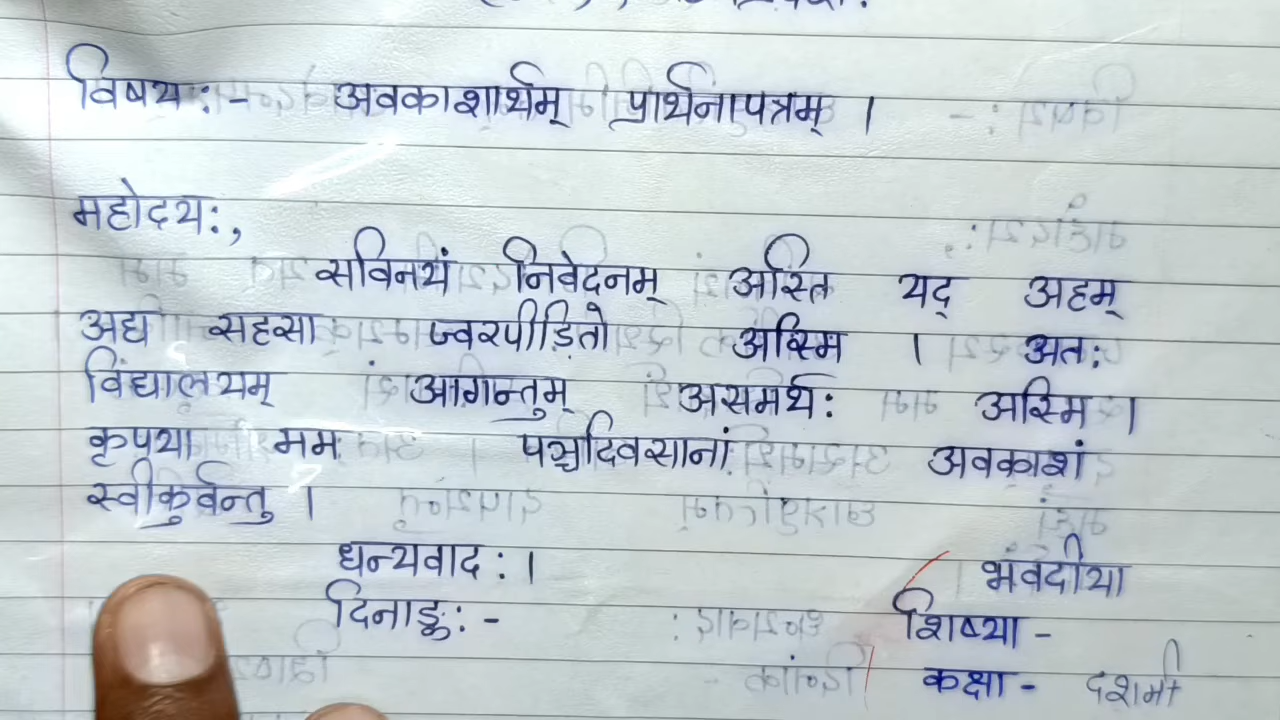 विषय:- अवकाशार्थम् प्रार्थनापत्रम् ।
महोदय:,
सविनयं निवेदनम् अस्ति यद् अहम्
अद्य सहसा ज्वरपीड़ितो अस्मि । अत:
विद्यालयम् आगन्तुम् असमर्थ: अस्मि ।
कृपया मम पञ्चदिवसानां अवकाशं
स्वीकुर्वन्तु ।
धन्यवाद: ।
भवदीया
दिनाङ्क:-
शिष्या -
कक्षा - दशमी